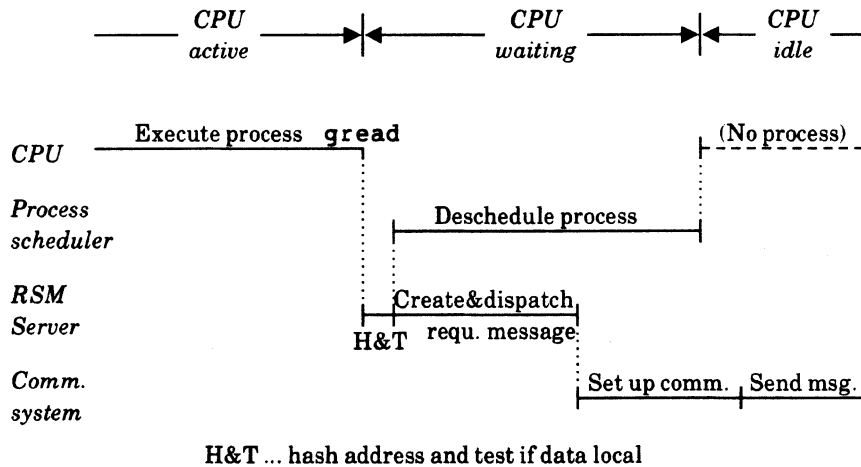 CPU CPU CPU
active waiting idle
Execute process gread (No process)
CPU
Process Deschedule process
scheduler
RSM Create&dispatch
Server requ. message
H&T
Comm. Set up comm. Send msg.
system
H&T ... hash address and test if data local